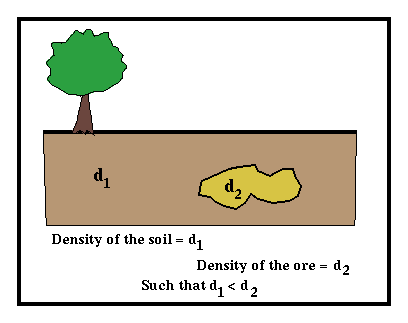 d₁
d₂
Density of the soil = d₁
Density of the ore = d₂
Such that d₁ < d₂